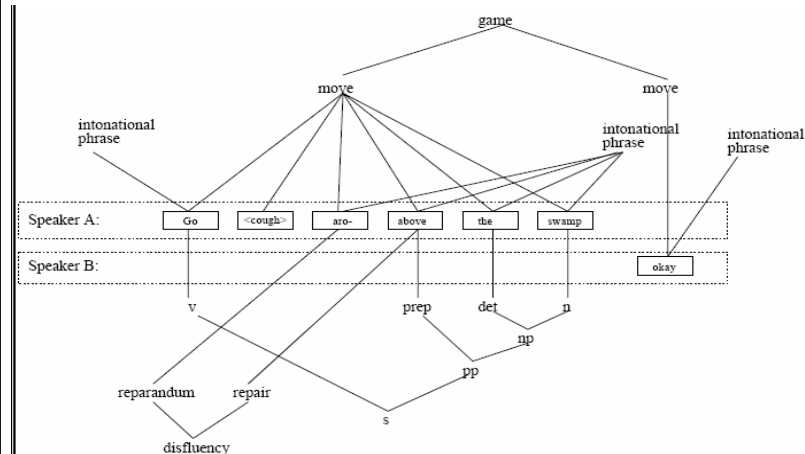 game
move
move
intonational
phrase
intonational
phrase
intonational
phrase
Speaker A:
Go
<cough>
aro-
above
the
swamp
Speaker B:
okay
v
prep
det
n
np
pp
reparandum
repair
s
disfluency